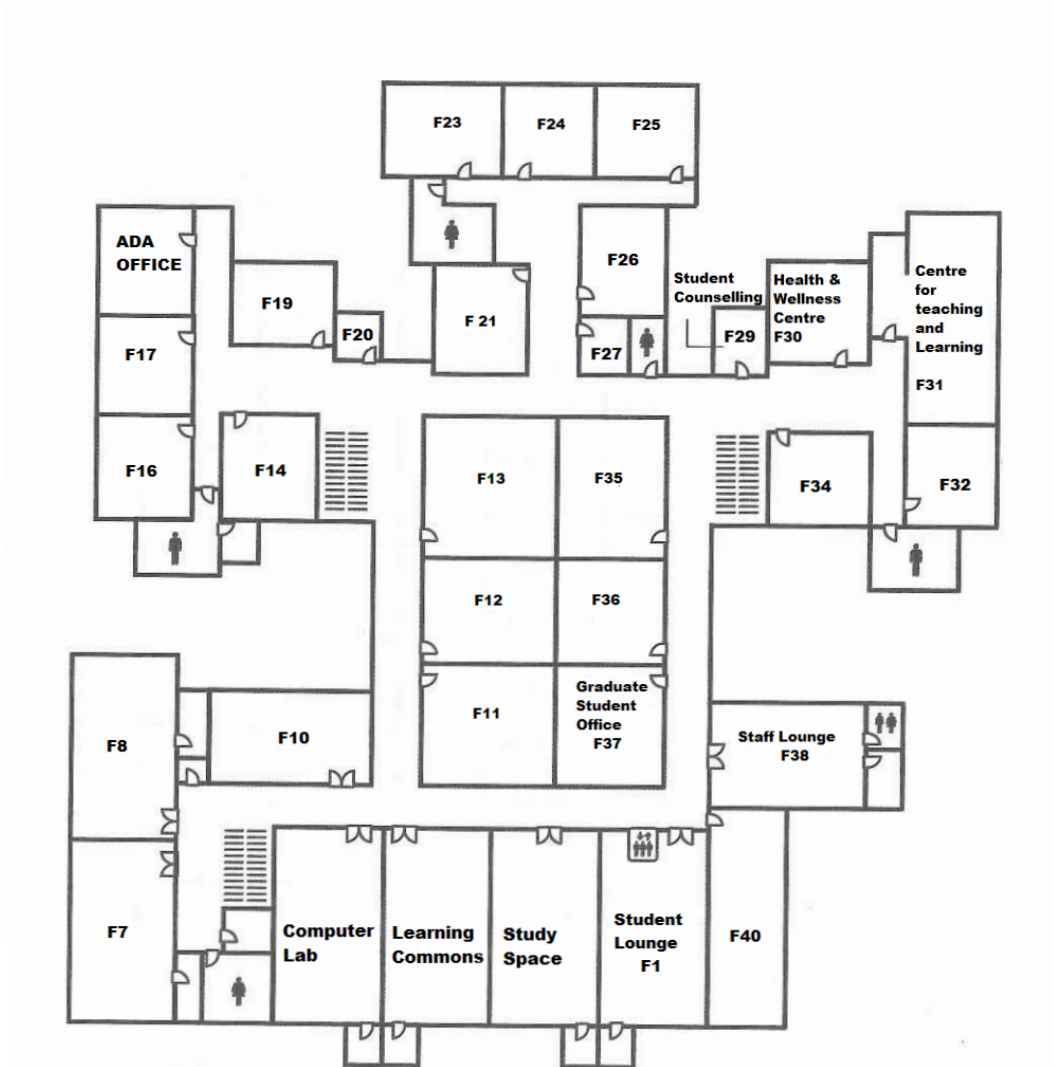 F23
F24
F25
ADA
OFFICE
F26
Student
Counselling
Health &
Wellness
Centre
F30
Centre
for
teaching
and
Learning
F31
F19
F20
F 21
F17
F27
F29
F16
F14
F13
F35
F34
F32
F12
F36
F11
Graduate
Student
Office
F37
F8
F10
Staff Lounge
F38
F7
Computer
Lab
Learning
Commons
Study
Space
Student
Lounge
F1
F40